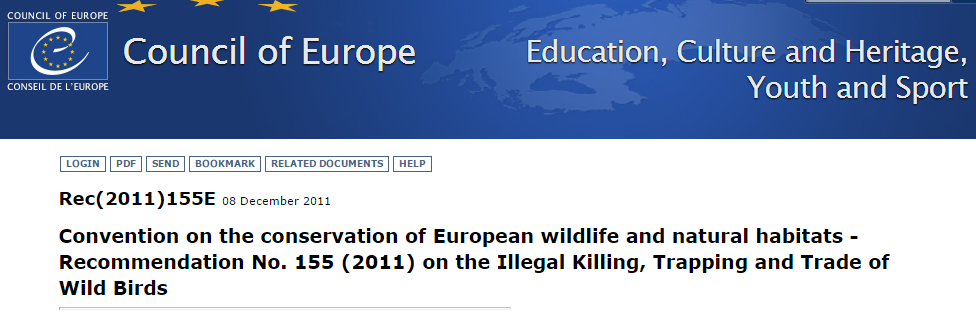 COUNCIL OF EUROPE
CONSEIL DE L'EUROPE
Council of Europe
Education, Culture and Heritage,
Youth and Sport
LOGIN PDF SEND BOOKMARK RELATED DOCUMENTS HELP
Rec(2011)155E 08 December 2011
Convention on the conservation of European wildlife and natural habitats -
Recommendation No. 155 (2011) on the Illegal Killing, Trapping and Trade of
Wild Birds